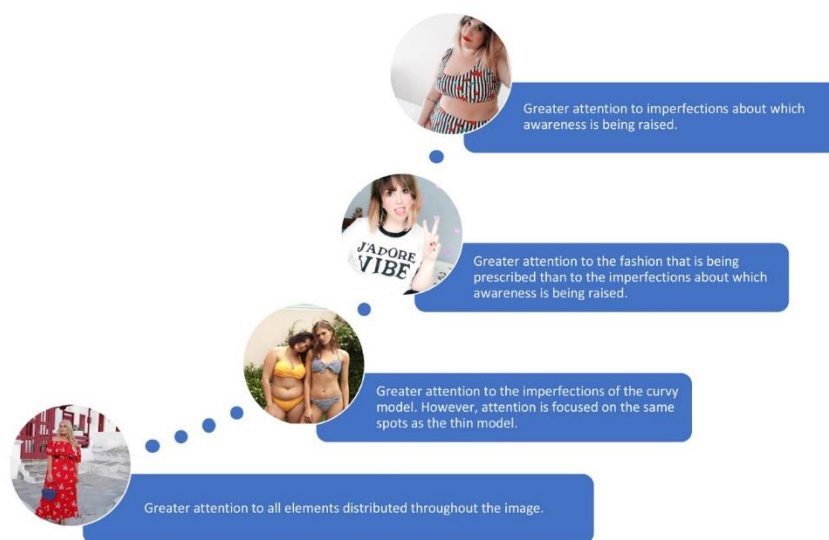 Greater attention to imperfections about which
awareness is being raised.
J'ADORE
VIBE
Greater attention to the fashion that is being
prescribed than to the imperfections about which
awareness is being raised.
Greater attention to the imperfections of the curvy
model. However, attention is focused on the same
spots as the thin model.
Greater attention to all elements distributed throughout the image.